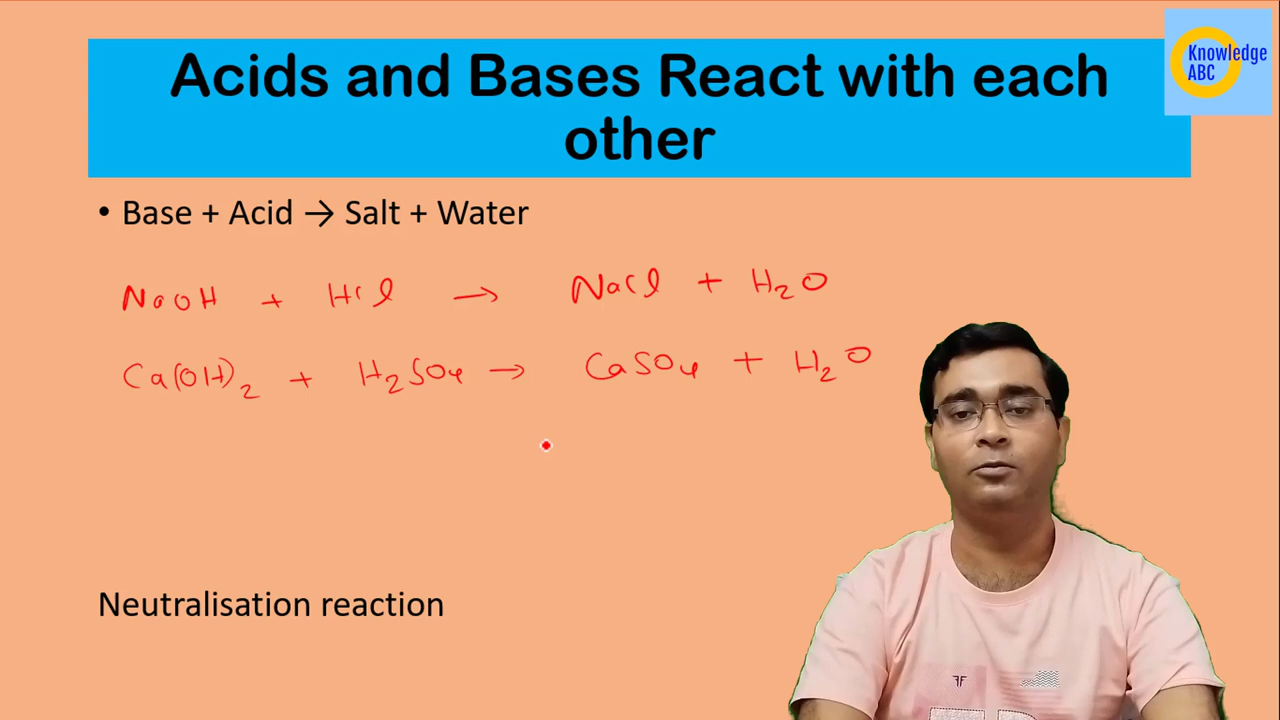 Knowledge
ABC
Acids and Bases React with each
other
• Base + Acid → Salt + Water
NaOH + HCl → NaCl + H₂O
Ca(OH)₂ + H₂SO₄ → CaSO₄ + H₂O
Neutralisation reaction
FF